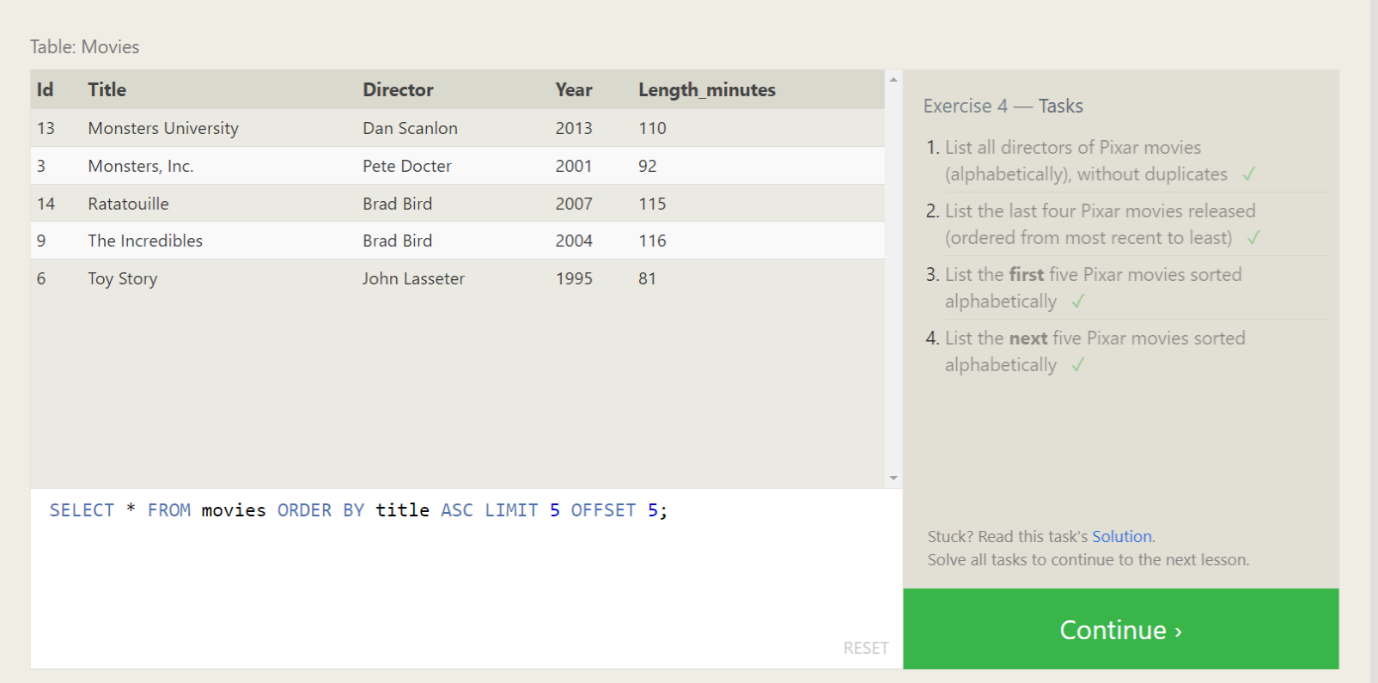 Table: Movies
Id Title Director Year Length_minutes
13 Monsters University Dan Scanlon 2013 110
3 Monsters, Inc. Pete Docter 2001 92
14 Ratatouille Brad Bird 2007 115
9 The Incredibles Brad Bird 2004 116
6 Toy Story John Lasseter 1995 81
SELECT * FROM movies ORDER BY title ASC LIMIT 5 OFFSET 5;
RESET
Exercise 4 — Tasks
1. List all directors of Pixar movies
(alphabetically), without duplicates ✓
2. List the last four Pixar movies released
(ordered from most recent to least) ✓
3. List the first five Pixar movies sorted
alphabetically ✓
4. List the next five Pixar movies sorted
alphabetically ✓
Stuck? Read this task's Solution.
Solve all tasks to continue to the next lesson.
Continue ›